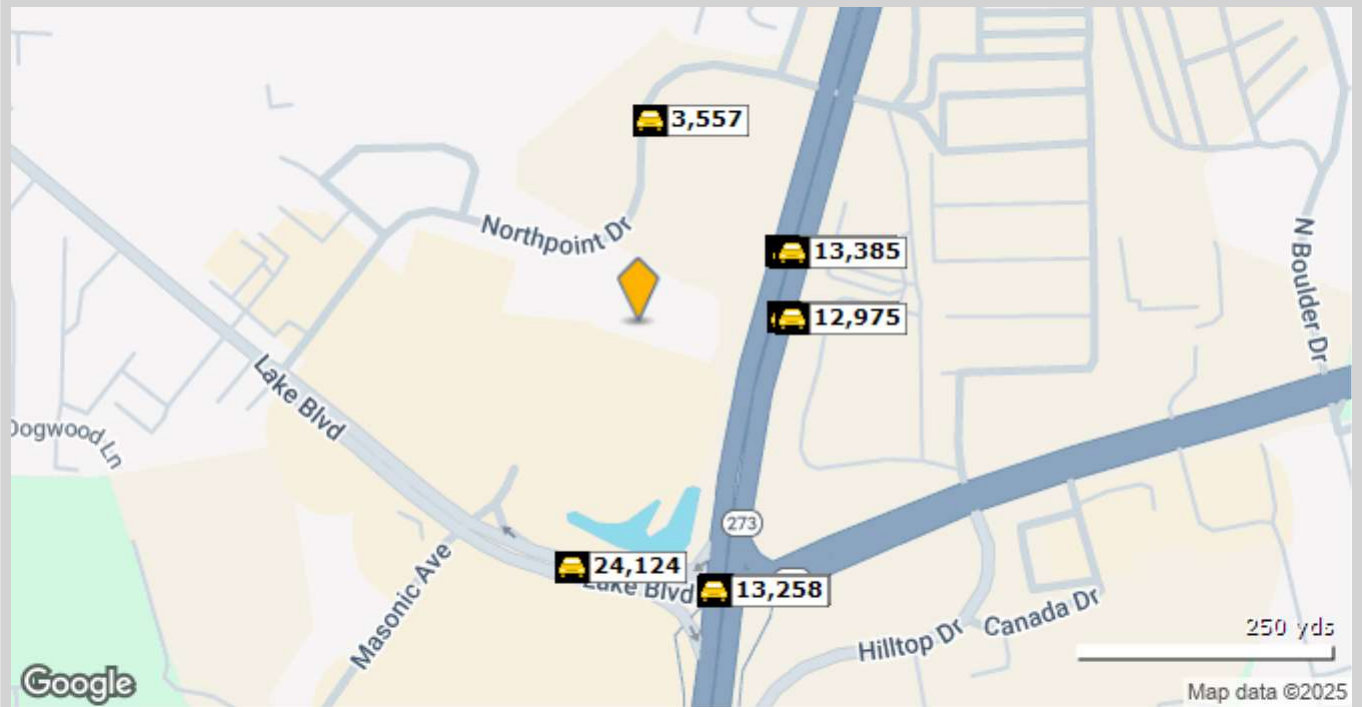 3,557
Northpoint Dr
13,385
12,975
N Boulder Dr
Lake Blvd
Dogwood Ln
273
24,124
Lake Blvd
13,258
Masonic Ave
Hilltop Dr
Canada Dr
250 yds
Google
Map data ©2025